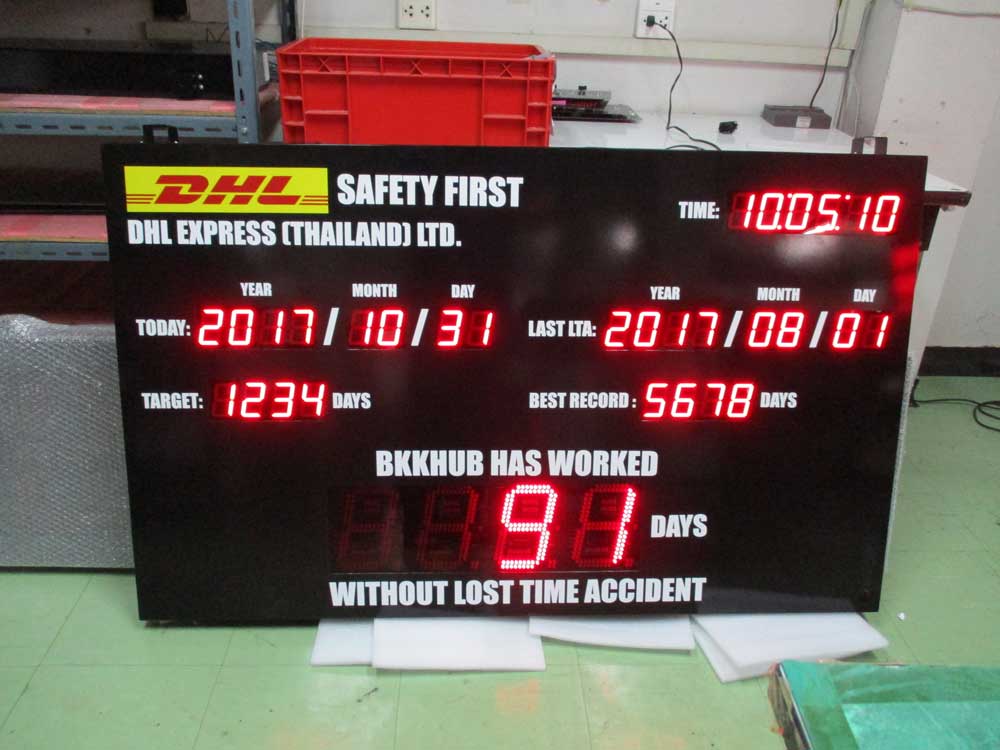 DHL SAFETY FIRST
DHL EXPRESS (THAILAND) LTD.
TIME: 10:05:10
YEAR MONTH DAY
TODAY: 2017/10/31
YEAR MONTH DAY
LAST LTA: 2017/08/01
TARGET: 1234 DAYS
BEST RECORD : 5678 DAYS
BKKHUB HAS WORKED
91 DAYS
WITHOUT LOST TIME ACCIDENT